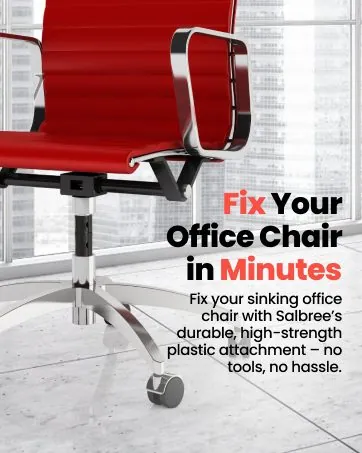 Fix Your
Office Chair
in Minutes
Fix your sinking office
chair with Salbree’s
durable, high-strength
plastic attachment – no
tools, no hassle.